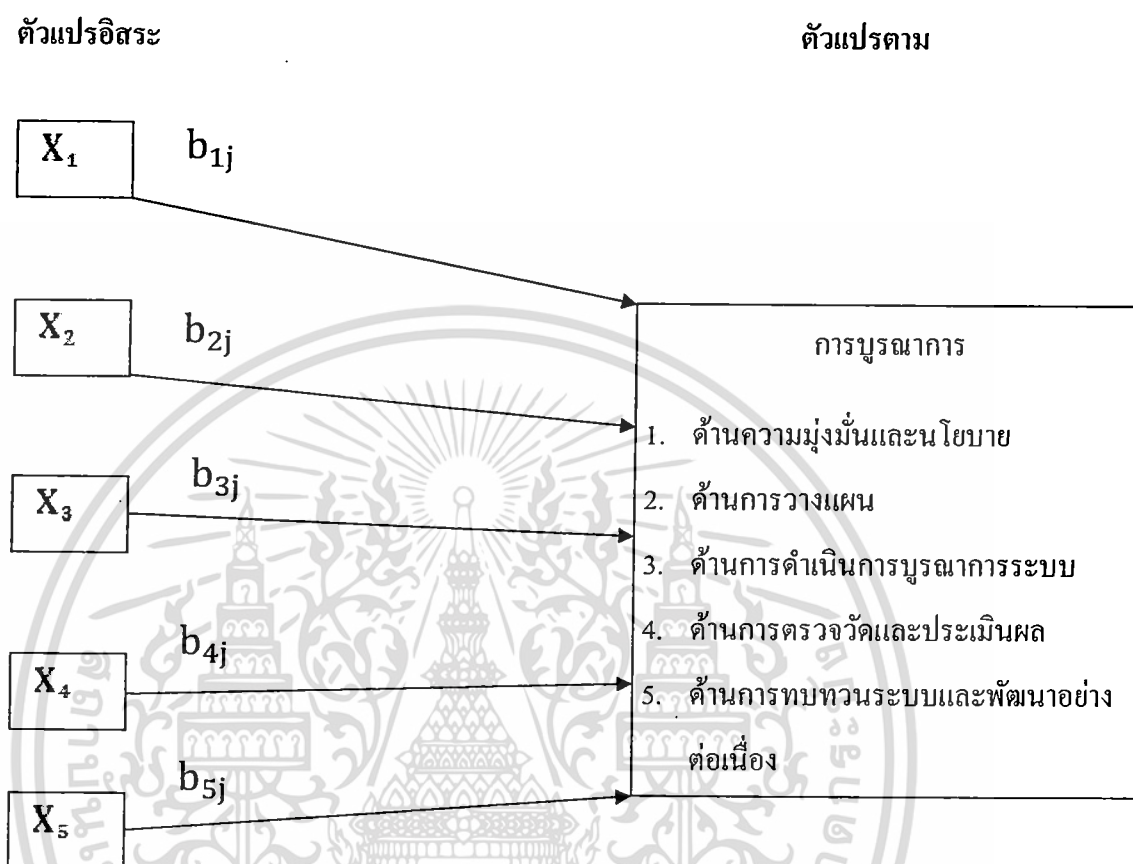 ตัวแปรอิสระ
ตัวแปรตาม
X₁
b₁ⱼ
X₂
b₂ⱼ
การบูรณาการ
1. ด้านความมุ่งมั่นและนโยบาย
X₃
b₃ⱼ
2. ด้านการวางแผน
3. ด้านการดำเนินการบูรณาการระบบ
4. ด้านการตรวจวัดและประเมินผล
X₄
b₄ⱼ
5. ด้านการทบทวนระบบและพัฒนาอย่าง
ต่อเนื่อง
X₅
b₅ⱼ